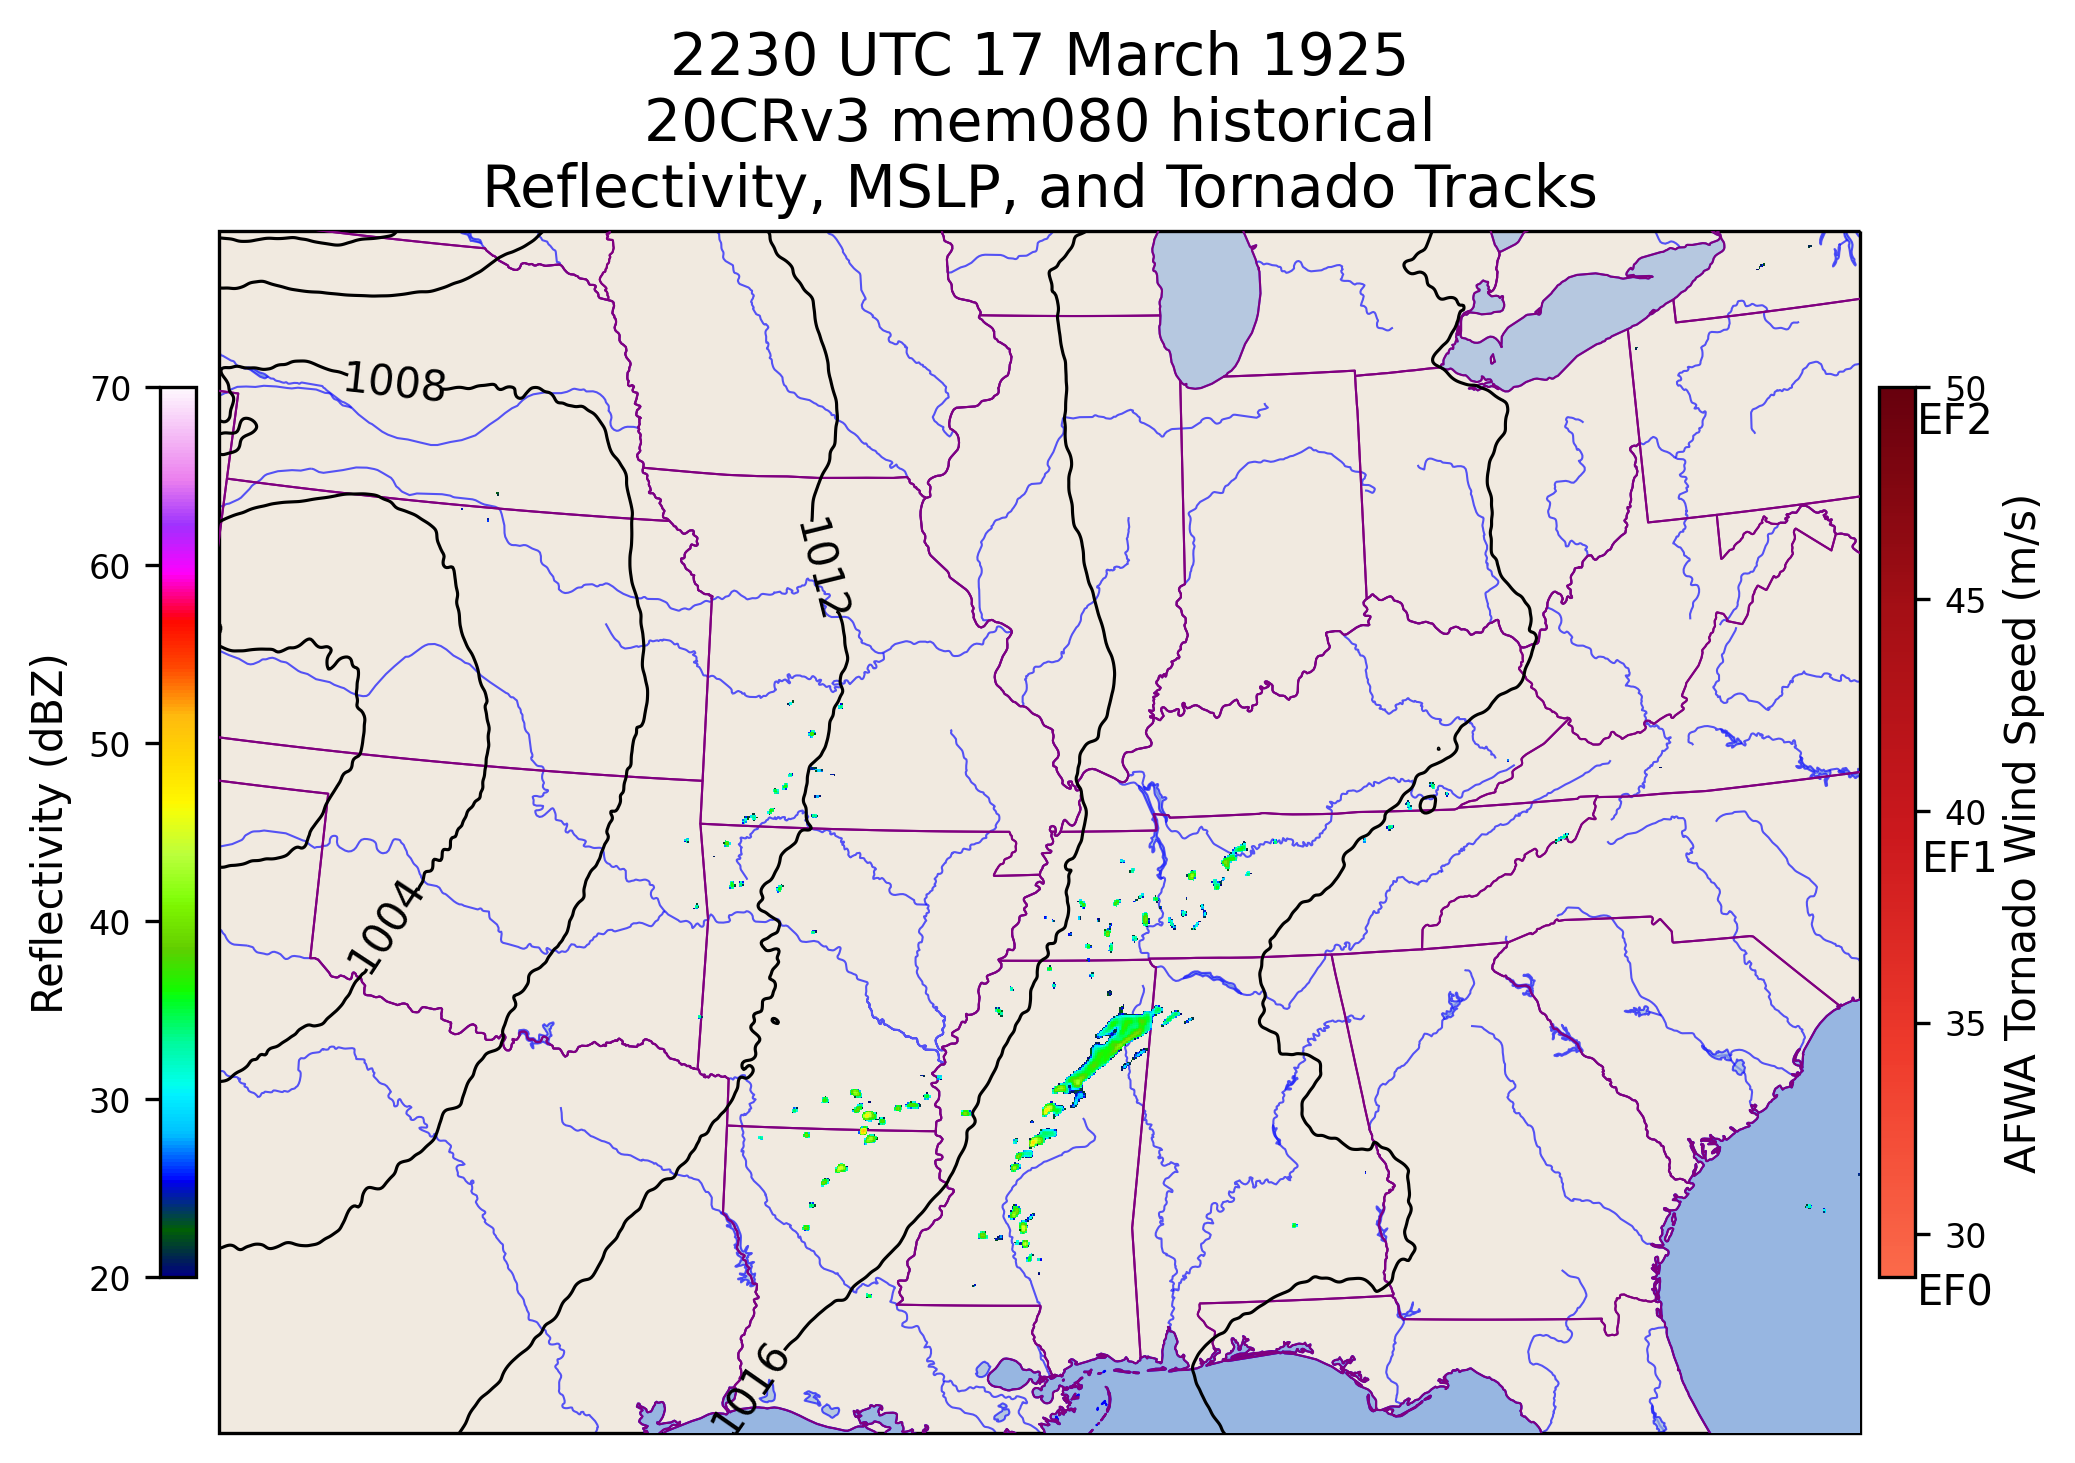 2230 UTC 17 March 1925
20CRv3 mem080 historical
Reflectivity, MSLP, and Tornado Tracks
Reflectivity (dBZ)
70
60
50
40
30
20
1008
1012
1004
1016
50
EF2
45
40
EF1
35
30
EF0
AFWA Tornado Wind Speed (m/s)